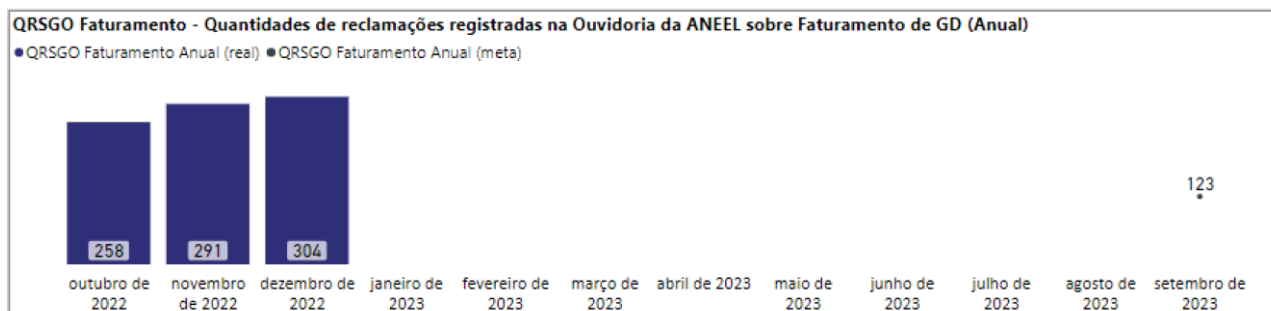 QRSGO Faturamento - Quantidades de reclamações registradas na Ouvidoria da ANEEL sobre Faturamento de GD (Anual)
QRSGO Faturamento Anual (real) QRSGO Faturamento Anual (meta)
123
258 291 304
outubro de novembro dezembro de janeiro de fevereiro de março de abril de 2023 maio de junho de julho de agosto de setembro de
2022 de 2022 2022 2023 2023 2023 2023 2023 2023 2023 2023